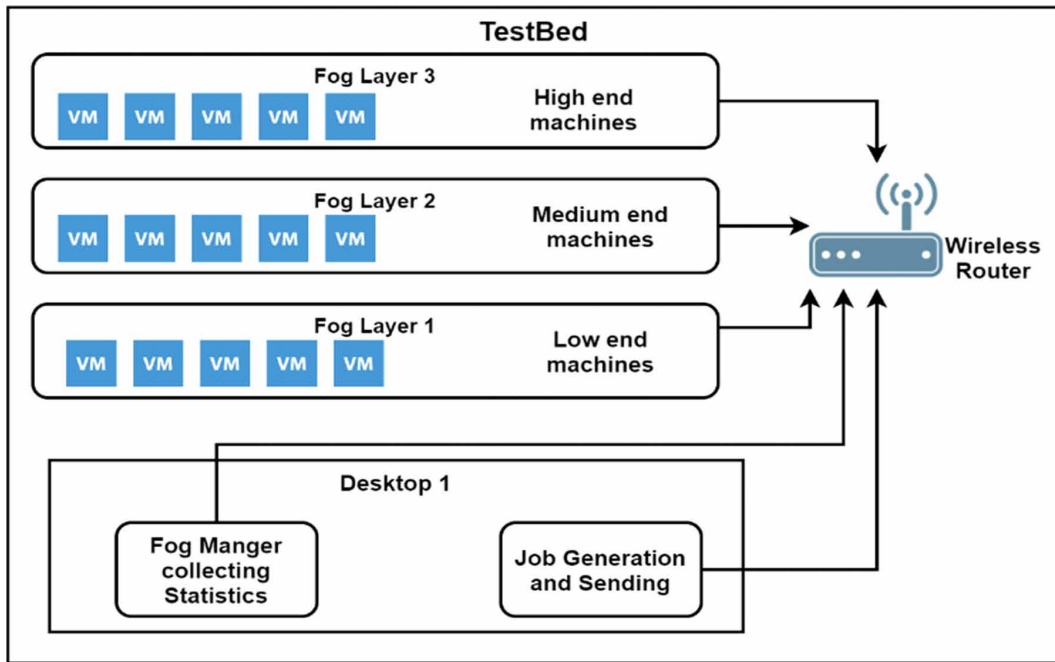 TestBed
Fog Layer 3
VM VM VM VM VM
High end
machines
Fog Layer 2
VM VM VM VM VM
Medium end
machines
Fog Layer 1
VM VM VM VM VM
Low end
machines
Wireless
Router
Desktop 1
Fog Manger
collecting
Statistics
Job Generation
and Sending